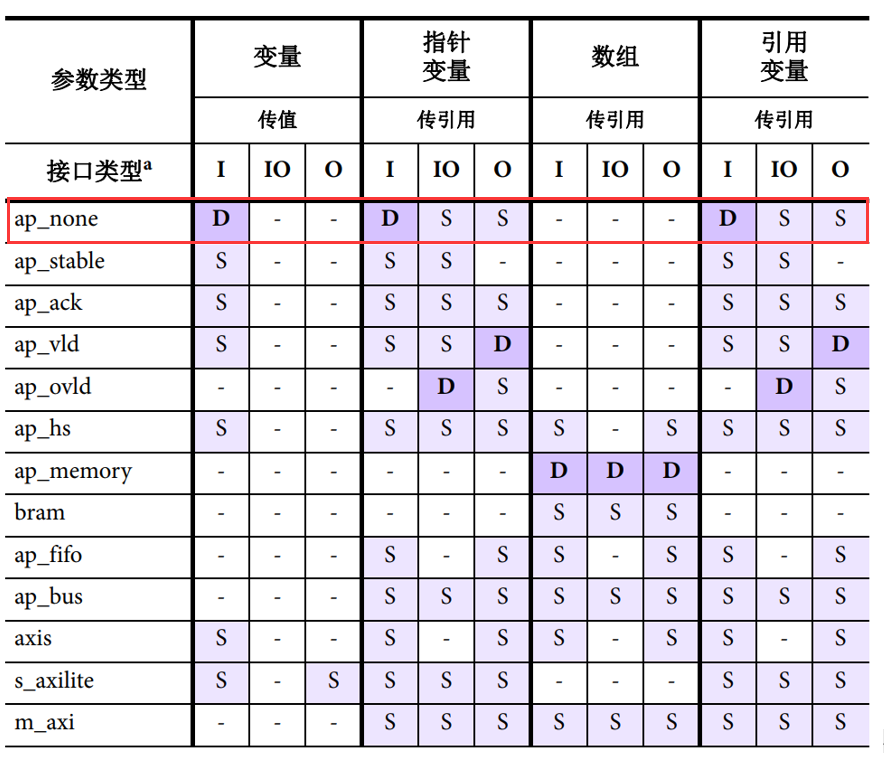 参数类型 变量 指针变量 数组 引用变量
传值 传引用 传引用 传引用
接口类型a I IO O I IO O I IO O I IO O
ap_none D - - D S S - - - D S S
ap_stable S - - S S - - - - S S -
ap_ack S - - S S S - - - S S S
ap_vld S - - S S D - - - S S D
ap_ovld - - - - D S - - - - D S
ap_hs S - - S S S S - S S S S
ap_memory - - - - - - D D D - - -
bram - - - - - - S S S - - -
ap_fifo - - - S - S S - S S - S
ap_bus - - - S S S S S S S S S
axis S - - S - S S - S S - S
s_axilite S - S S S S - - - S S S
m_axi - - - S S S S S S S S S